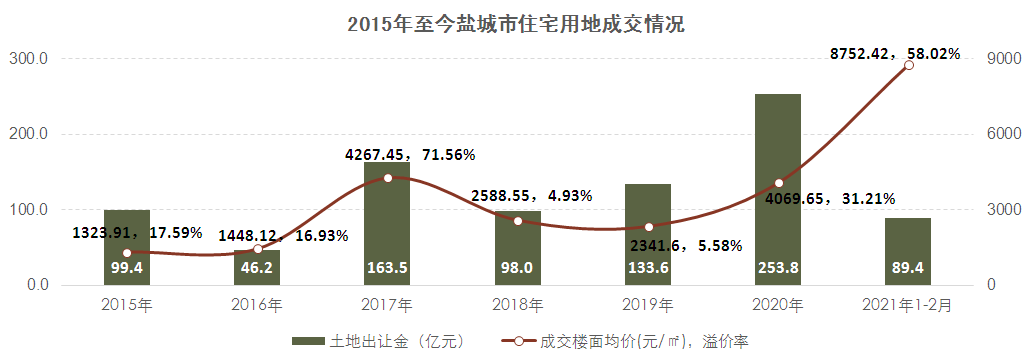 2015年至今盐城市住宅用地成交情况
300.0
200.0
100.0
0.0
9000
6000
3000
0
1323.91，17.59%
1448.12，16.93%
4267.45，71.56%
2588.55，4.93%
2341.6，5.58%
4069.65，31.21%
8752.42，58.02%
99.4
46.2
163.5
98.0
133.6
253.8
89.4
2015年
2016年
2017年
2018年
2019年
2020年
2021年1-2月
土地出让金（亿元）
成交楼面均价(元/㎡)，溢价率